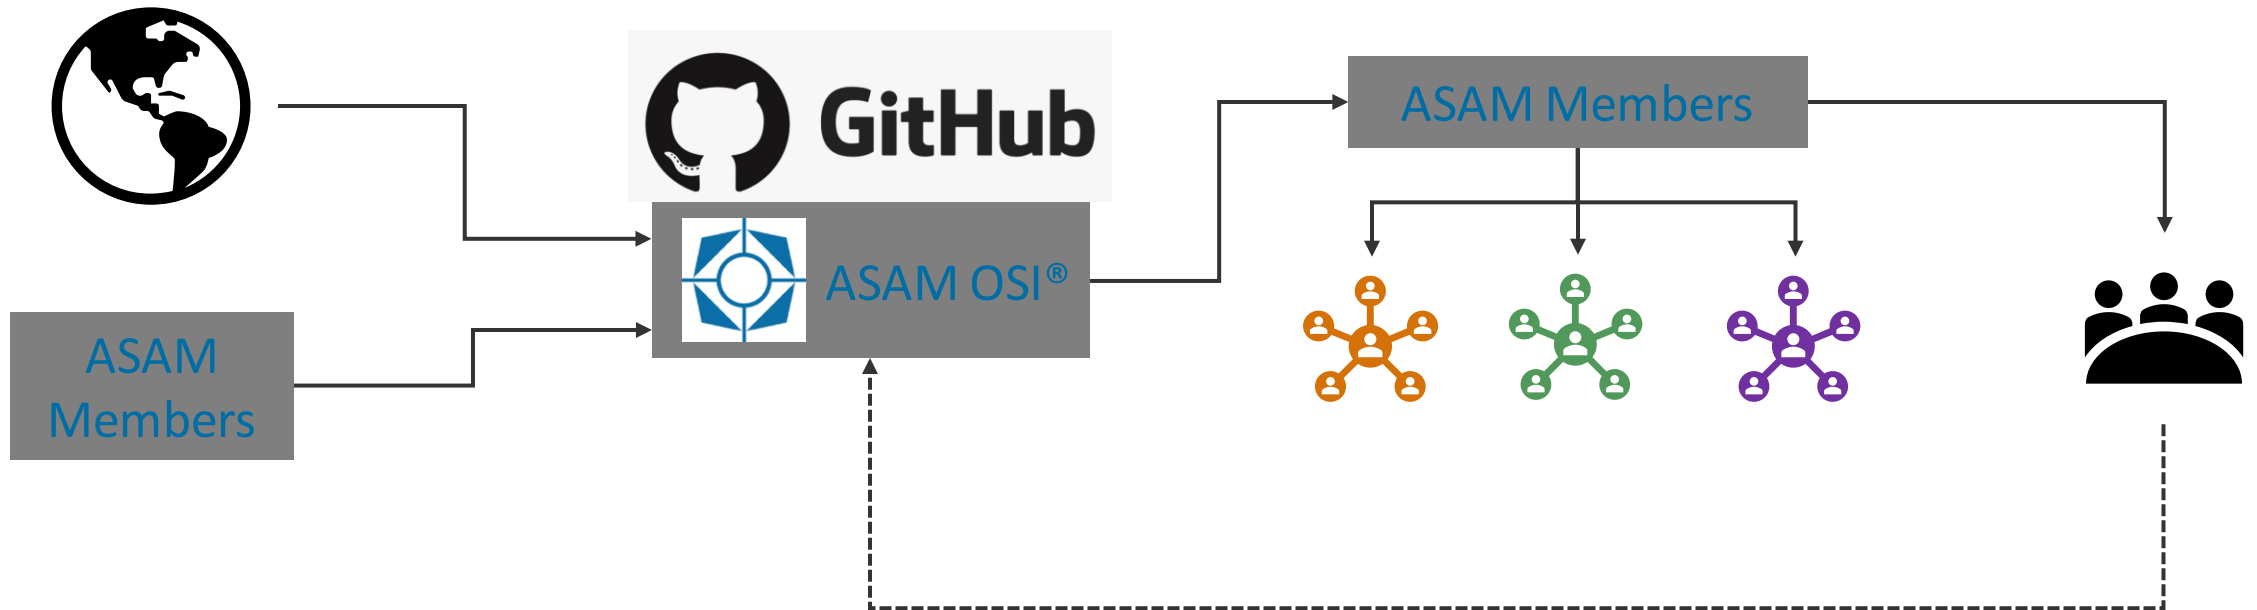 GitHub
ASAM Members
ASAM OSI®
ASAM
Members